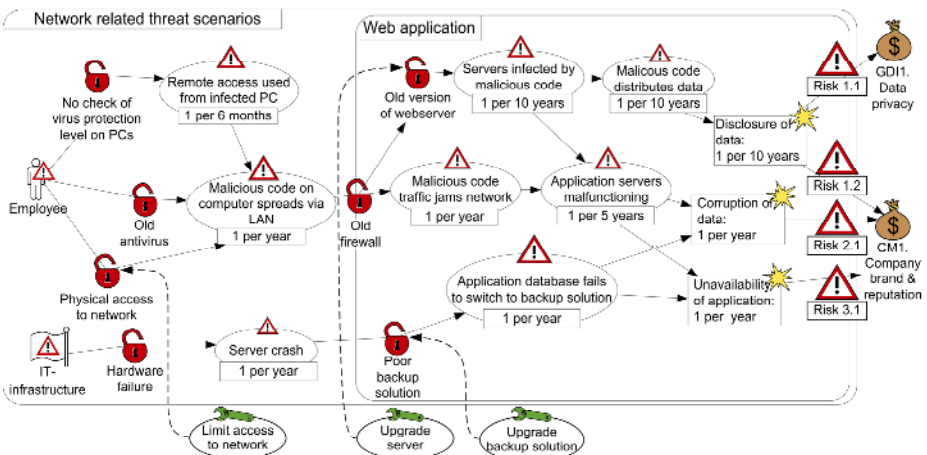 Network related threat scenarios
Web application
Remote access used
from infected PC
1 per 6 months
No check of
virus protection
level on PCs
Old version
of webserver
Servers infected by
malicious code
1 per 10 years
Malicous code
distributes data
1 per 10 years
Risk 1.1
GDI1.
Data
privacy
Disclosure of
data:
1 per 10 years
Employee
Old
antivirus
Malicious code on
computer spreads via
LAN
1 per year
Old
firewall
Malicious code
traffic jams network
1 per year
Application servers
malfunctioning
1 per 5 years
Corruption of
data:
1 per year
Risk 1.2
Risk 2.1
CM1.
Company
brand &
reputation
Physical access
to network
Application database fails
to switch to backup solution
1 per year
Unavailability
of application:
1 per year
Risk 3.1
IT-
infrastructure
Hardware
failure
Server crash
1 per year
Poor
backup
solution
Limit access
to network
Upgrade
server
Upgrade
backup solution